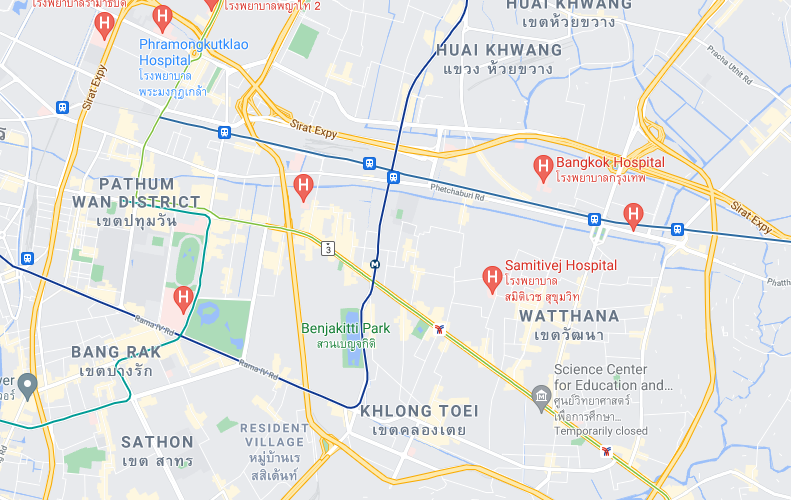 โรงพยาบาลรามาธิบดี
โรงพยาบาลพญาไท 2
HUAI KHWANG
เขตห้วยขวาง
Phramongkutklao
Hospital
โรงพยาบาล
พระมงกุฎเกล้า
HUAI KHWANG
แขวง ห้วยขวาง
Pracha Uthit Rd
Sirat Expy
Sirat Expy
Bangkok Hospital
โรงพยาบาลกรุงเทพ
PATHUM
WAN DISTRICT
เขตปทุมวัน
Phetchaburi Rd
Sirat Expy
3
Samitivej Hospital
โรงพยาบาล
สมิติเวช สุขุมวิท
Phatth
WATTHANA
เขตวัฒนา
Rama IV Rd
Benjakitti Park
สวนเบญจกิติ
BANG RAK
เขตบางรัก
Rama IV Rd
Science Center
for Education and...
ศูนย์วิทยาศาสตร์
เพื่อการศึกษา...
Temporarily closed
KHLONG TOEI
เขตคลองเตย
RESIDENT
VILLAGE
หมู่บ้านเร
สสิเด้นท์
SATHON
เขต สาทร